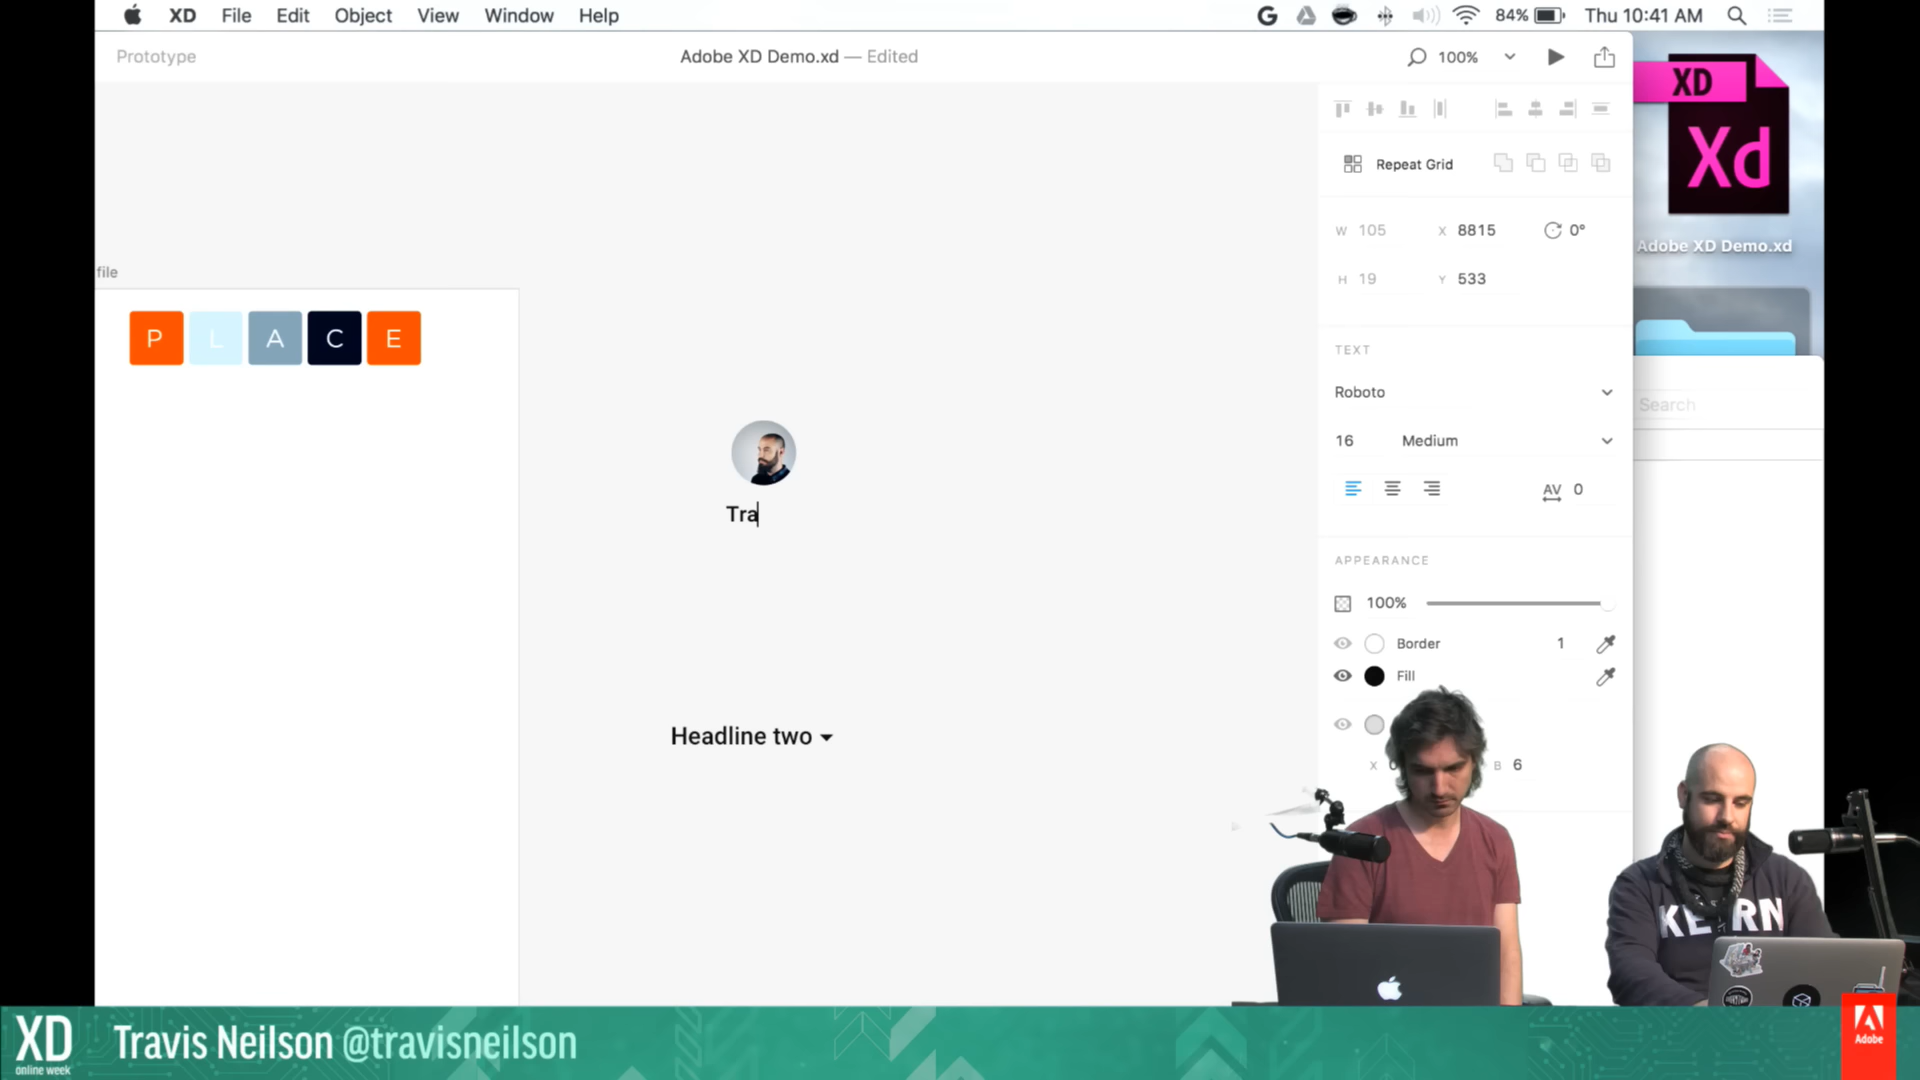 XD File Edit Object View Window Help
84% Thu 10:41 AM
Prototype
Adobe XD Demo.xd — Edited
100%
XD
Xd
Adobe XD Demo.xd
Repeat Grid
W 105 X 8815 0°
H 19 Y 533
file
P L A C E
TEXT
Roboto
16 Medium
AV 0
Search
Tra
APPEARANCE
100%
Border 1
Fill
Headline two
X B 6
KERN
XD
online week
Travis Neilson @travisneilson
Adobe